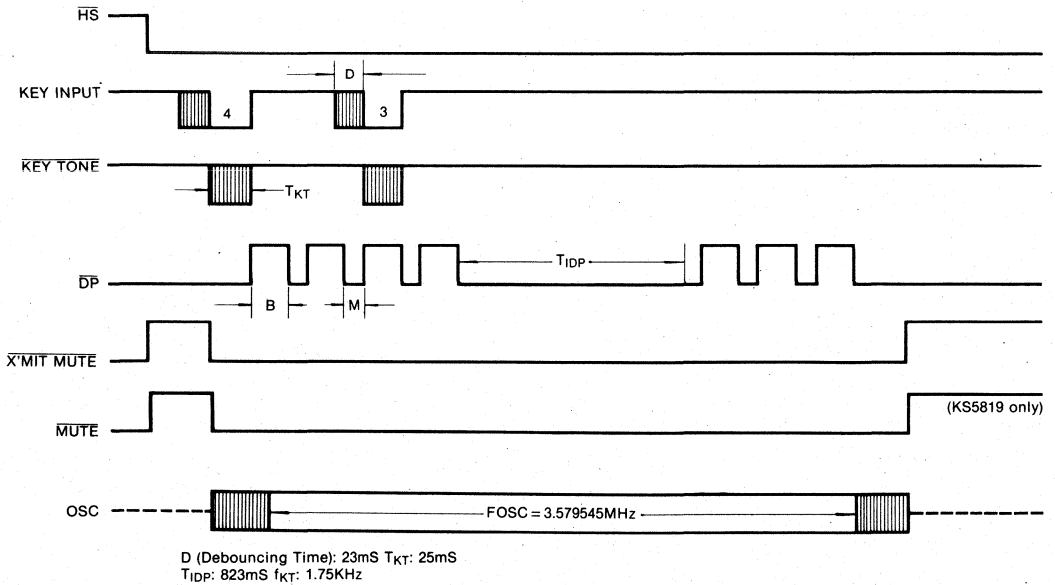 HS
D
KEY INPUT
4
3
KEY TONE
TKT
TIDP
DP
B
M
X'MIT MUTE
(KS5819 only)
MUTE
OSC
FOSC = 3.579545MHz
D (Debouncing Time): 23mS TKT: 25mS
TIDP: 823mS fKT: 1.75KHz